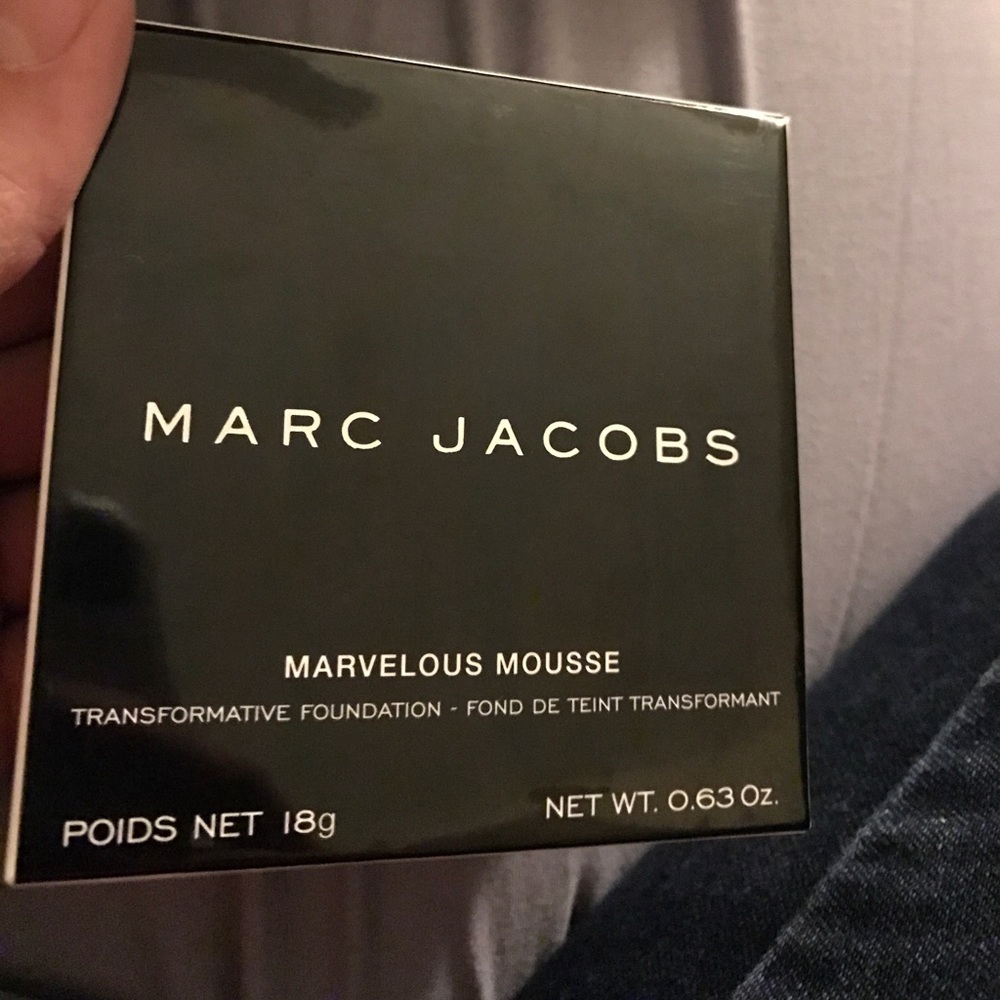 MARC JACOBS
MARVELOUS MOUSSE
TRANSFORMATIVE FOUNDATION - FOND DE TEINT TRANSFORMANT
POIDS NET 18g NET WT. 0.63 Oz.